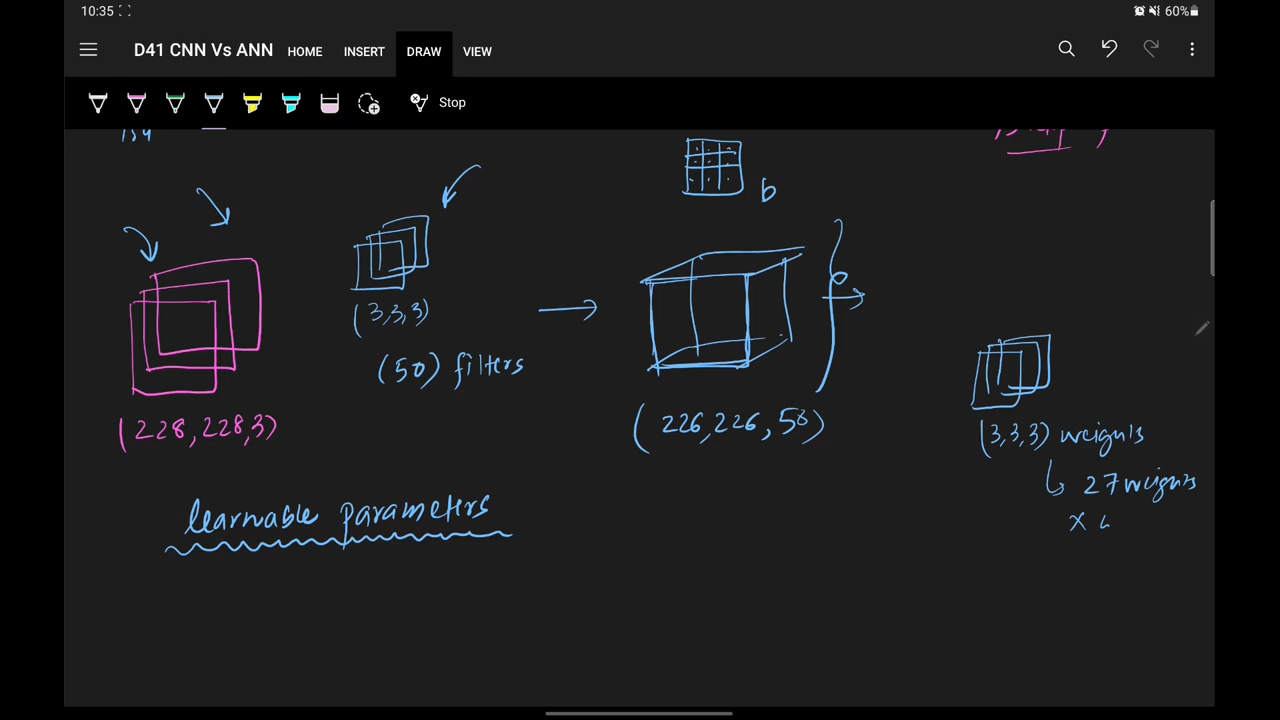 10:35
60%
D41 CNN Vs ANN HOME INSERT DRAW VIEW
Stop
154
b
(3,3,3)
(50) filters
(228,228,3)
(226,226,50)
(3,3,3) weights
↳ 27 weights
x
learnable parameters